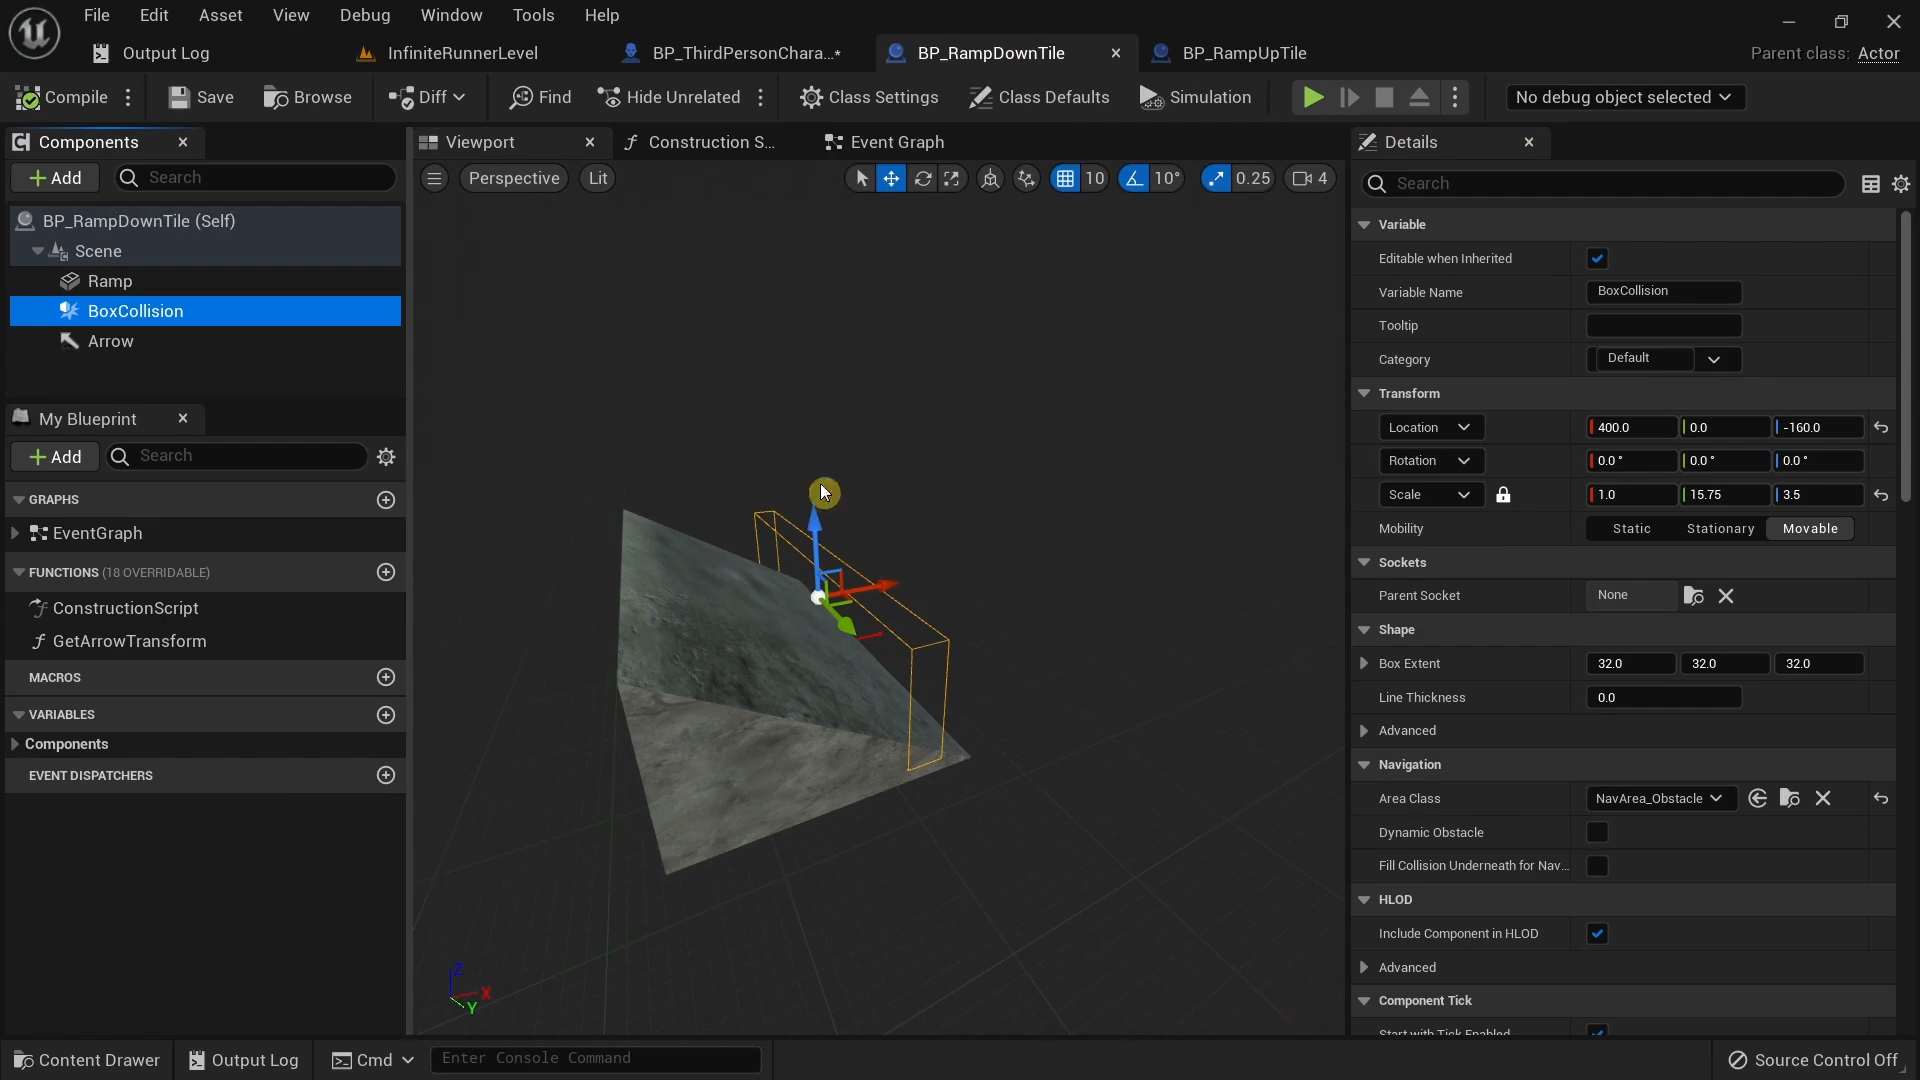 File Edit Asset View Debug Window Tools Help
Output Log InfiniteRunnerLevel BP_ThirdPersonChara...* BP_RampDownTile BP_RampUpTile Parent class: Actor
Compile Save Browse Diff Find Hide Unrelated Class Settings Class Defaults Simulation No debug object selected
Components Viewport Construction S... Event Graph Details
Add Search Perspective Lit 10 10° 0.25 4 Search
BP_RampDownTile (Self)
Scene
Ramp
BoxCollision
Arrow
My Blueprint
Add Search
GRAPHS
EventGraph
FUNCTIONS (18 OVERRIDABLE)
ConstructionScript
GetArrowTransform
MACROS
VARIABLES
Components
EVENT DISPATCHERS
Z
X
Y
Variable
Editable when Inherited
Variable Name BoxCollision
Tooltip
Category Default
Transform
Location 400.0 0.0 -160.0
Rotation 0.0° 0.0° 0.0°
Scale 1.0 15.75 3.5
Mobility Static Stationary Movable
Sockets
Parent Socket None
Shape
Box Extent 32.0 32.0 32.0
Line Thickness 0.0
Advanced
Navigation
Area Class NavArea_Obstacle
Dynamic Obstacle
Fill Collision Underneath for Nav...
HLOD
Include Component in HLOD
Advanced
Component Tick
Start with Tick Enabled
Content Drawer Output Log Cmd Enter Console Command Source Control Off